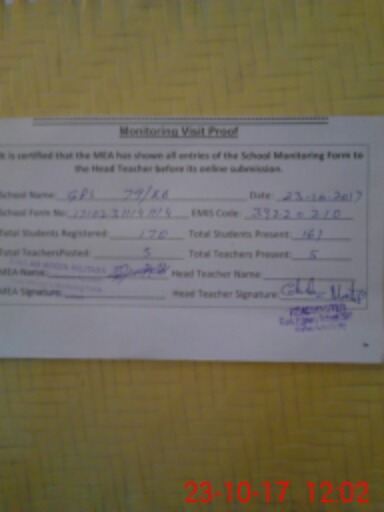 Monitoring Visit Proof
It is certified that the MEA has shown all entries of the School Monitoring Form to
the Head Teacher before its online submission.
School Name: GPS 79/RB Date: 23-10-2017
School Form No: EMIS Code: 39220210
Total Students Registered: 170 Total Students Present: 161
Total TeachersPosted: 5 Total Teachers Present: 5
MEA Name: Head Teacher Name:
MEA Signature: Head Teacher Signature:
23-10-17 12:02